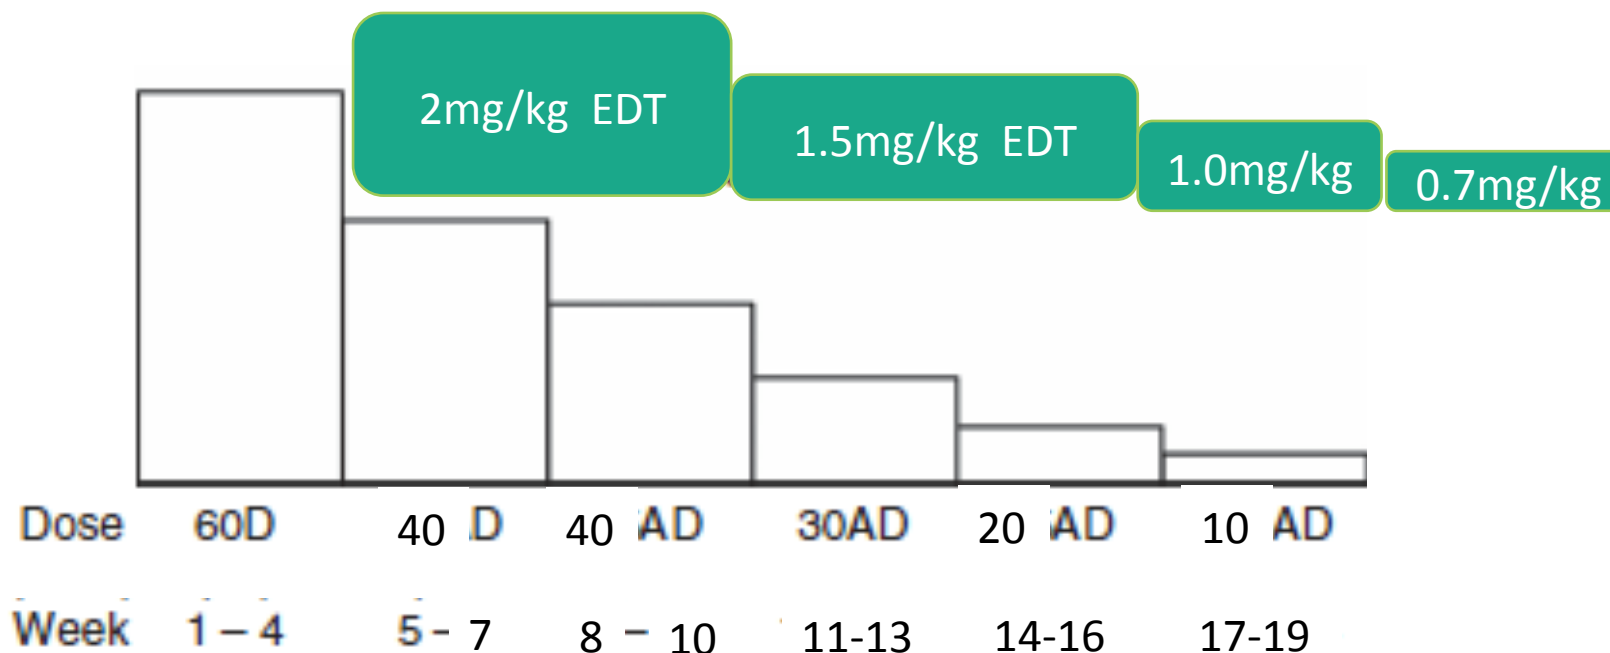 2mg/kg EDT
1.5mg/kg EDT
1.0mg/kg
0.7mg/kg
Dose 60D 40 D 40 AD 30AD 20 AD 10 AD
Week 1 – 4 5 - 7 8 – 10 11-13 14-16 17-19